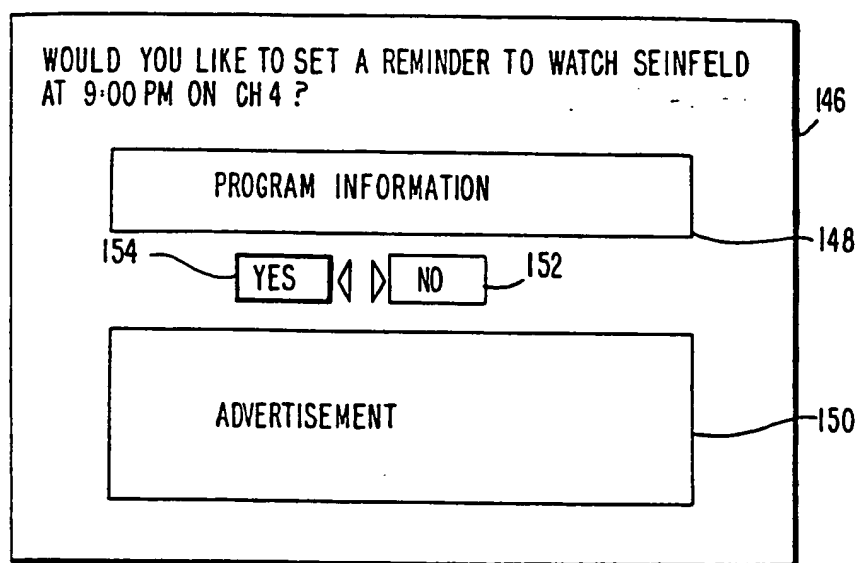 WOULD YOU LIKE TO SET A REMINDER TO WATCH SEINFELD
AT 9:00 PM ON CH 4 ?
146
PROGRAM INFORMATION
148
154
YES
NO
152
ADVERTISEMENT
150